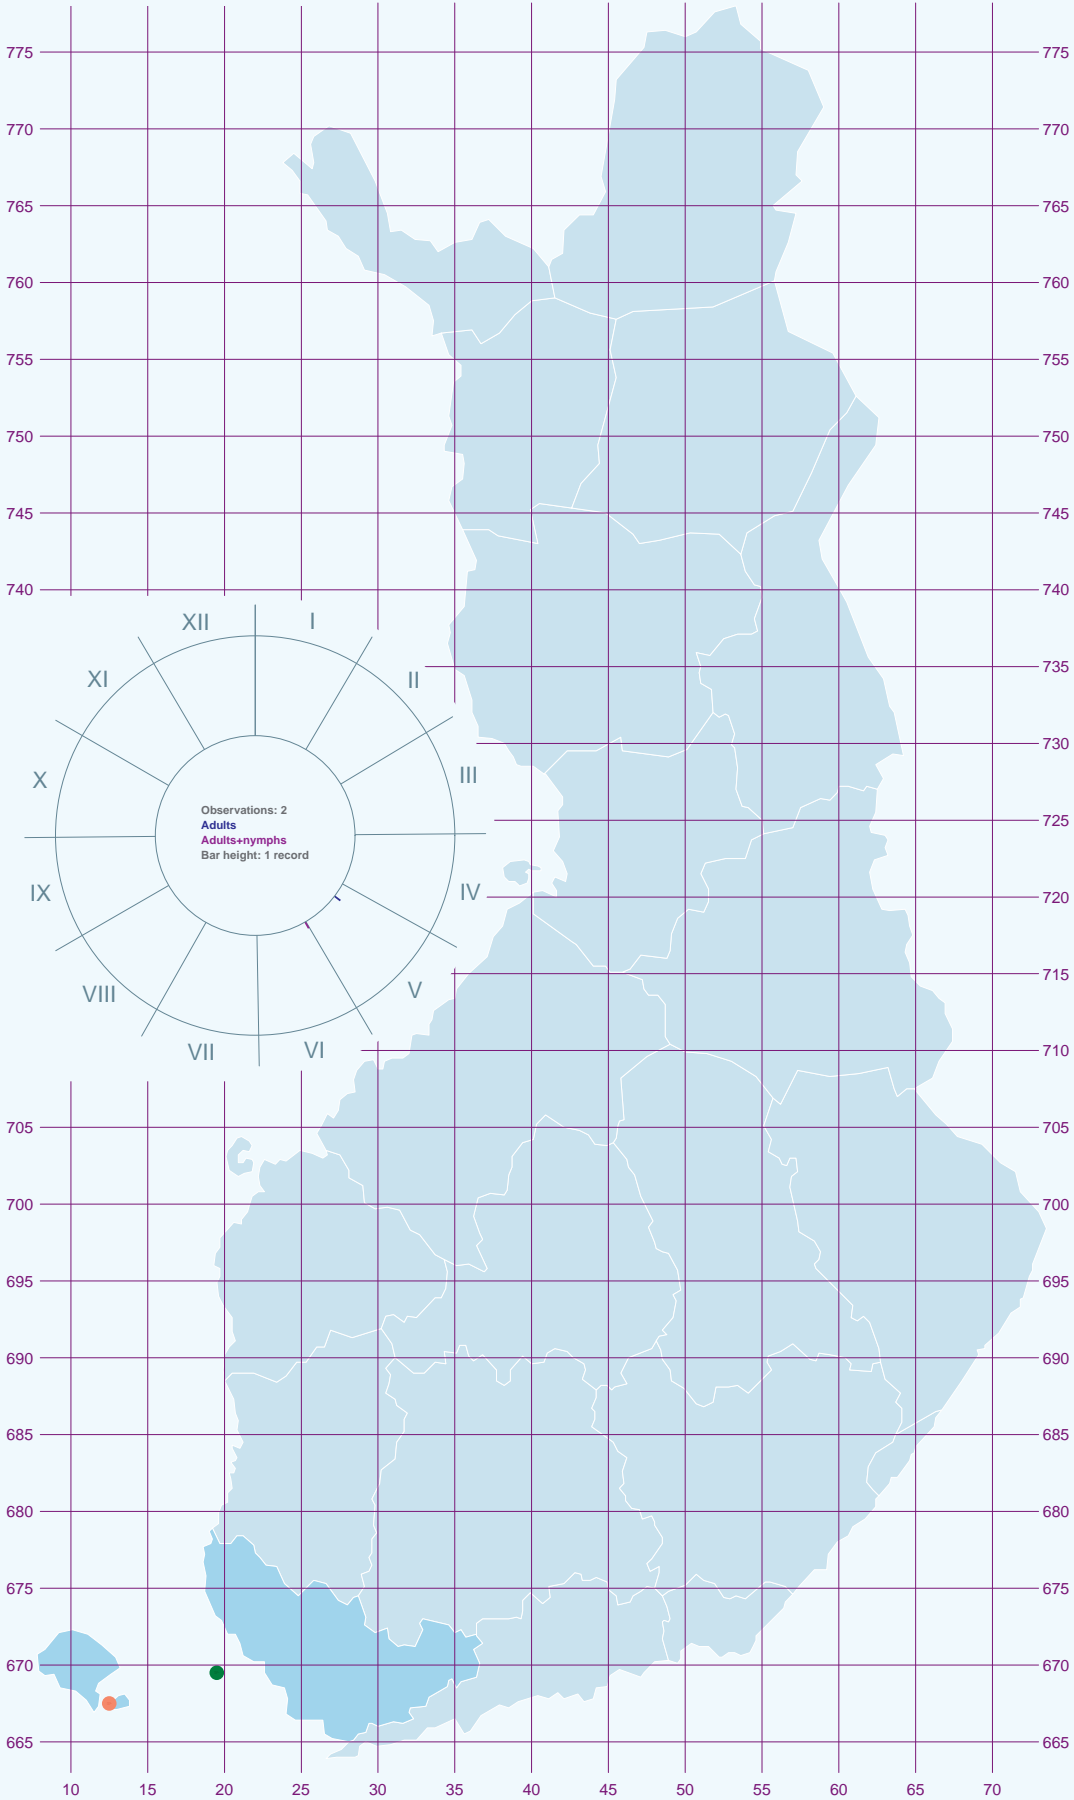 775 775
770 770
765 765
760 760
755 755
750 750
745 745
740 740
XII I
XI II
735
730
X III
Observations: 2
Adults
Adults+nymphs
Bar height: 1 record
725
IX IV
720
VIII V
715
VII VI
710
705 705
700 700
695 695
690 690
685 685
680 680
675 675
670 670
665 665
10 15 20 25 30 35 40 45 50 55 60 65 70